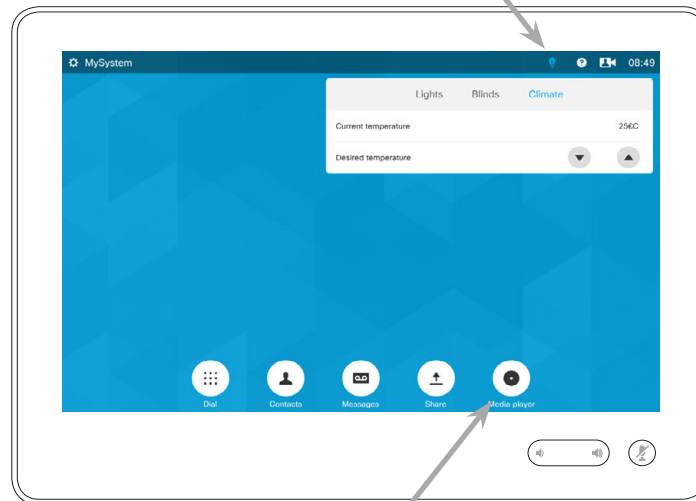 MySystem 08:49
Lights Blinds Climate
Current temperature 25€C
Desired temperature
Dial Contacts Messages Share Media player